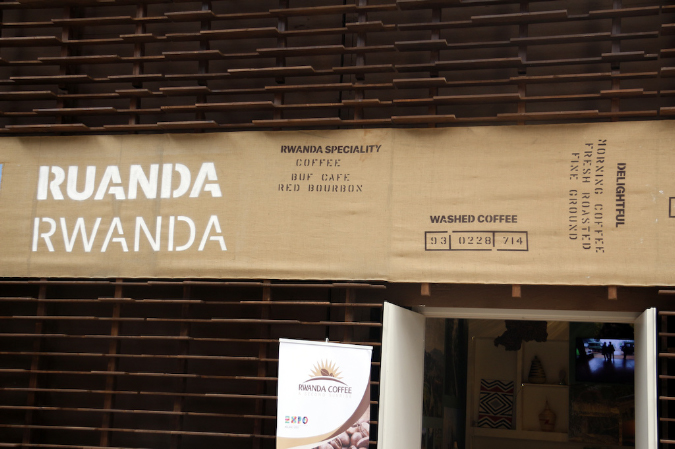 RUANDA
RWANDA
RWANDA SPECIALITY
COFFEE
BUF CAFE
RED BOURBON
WASHED COFFEE
93 0228 714
DELIGHTFUL
MORNING COFFEE
FRESH ROASTED
FINE GROUND
RWANDA COFFEE
EXPO